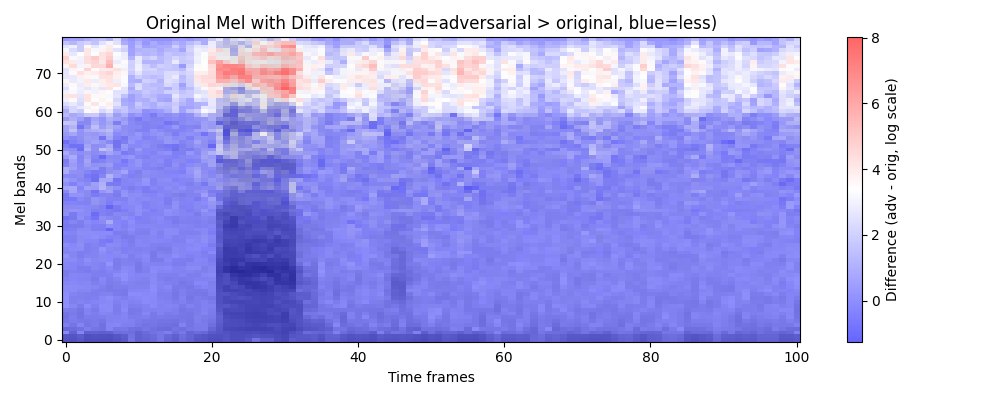 Original Mel with Differences (red=adversarial > original, blue=less)
70
60
50
40
30
20
10
0
Mel bands
0 20 40 60 80 100
Time frames
8
6
4
2
0
Difference (adv - orig, log scale)